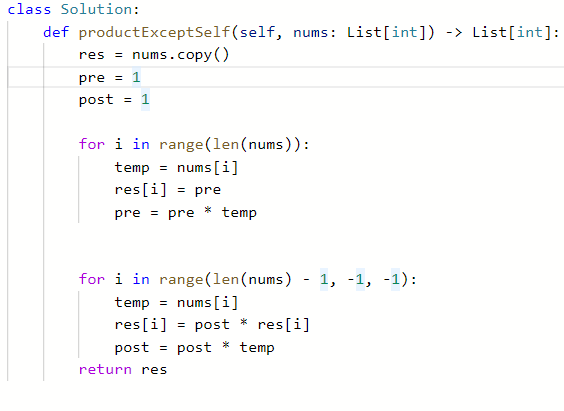 class Solution:
    def productExceptSelf(self, nums: List[int]) -> List[int]:
        res = nums.copy()
        pre = 1
        post = 1
        for i in range(len(nums)):
            temp = nums[i]
            res[i] = pre
            pre = pre * temp
        for i in range(len(nums) - 1, -1, -1):
            temp = nums[i]
            res[i] = post * res[i]
            post = post * temp
        return res